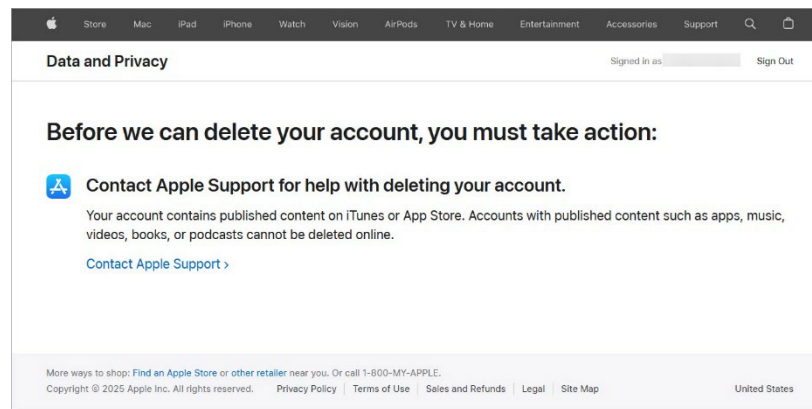 Store Mac iPad iPhone Watch Vision AirPods TV & Home Entertainment Accessories Support
Data and Privacy
Signed in as
Sign Out
Before we can delete your account, you must take action:
Contact Apple Support for help with deleting your account.
Your account contains published content on iTunes or App Store. Accounts with published content such as apps, music,
videos, books, or podcasts cannot be deleted online.
Contact Apple Support >
More ways to shop: Find an Apple Store or other retailer near you. Or call 1-800-MY-APPLE.
Copyright © 2025 Apple Inc. All rights reserved. Privacy Policy | Terms of Use | Sales and Refunds | Legal | Site Map United States